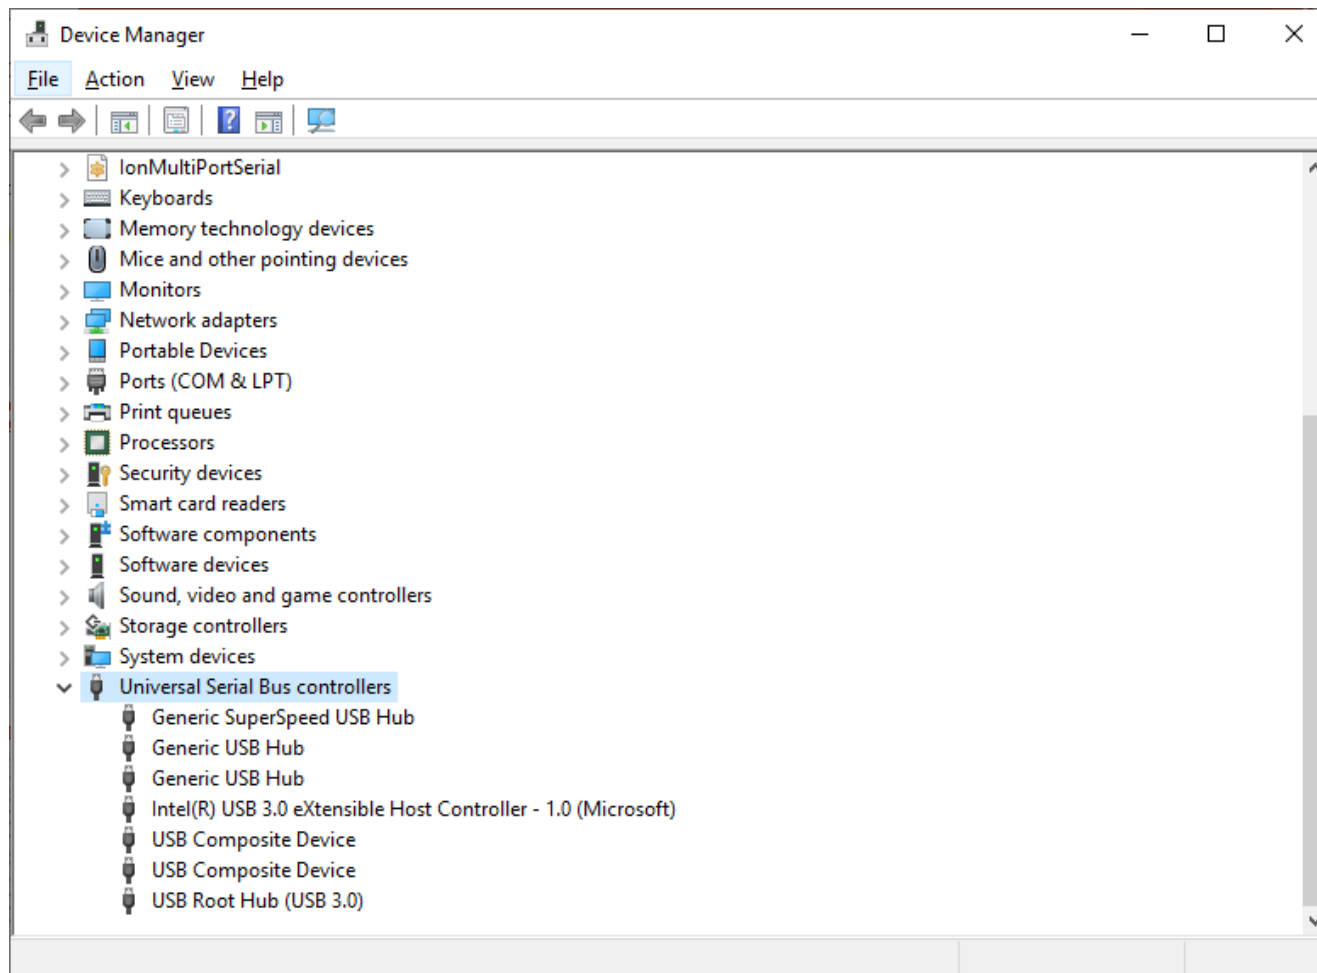 Device Manager
File Action View Help
IonMultiPortSerial
Keyboards
Memory technology devices
Mice and other pointing devices
Monitors
Network adapters
Portable Devices
Ports (COM & LPT)
Print queues
Processors
Security devices
Smart card readers
Software components
Software devices
Sound, video and game controllers
Storage controllers
System devices
Universal Serial Bus controllers
Generic SuperSpeed USB Hub
Generic USB Hub
Generic USB Hub
Intel(R) USB 3.0 eXtensible Host Controller - 1.0 (Microsoft)
USB Composite Device
USB Composite Device
USB Root Hub (USB 3.0)